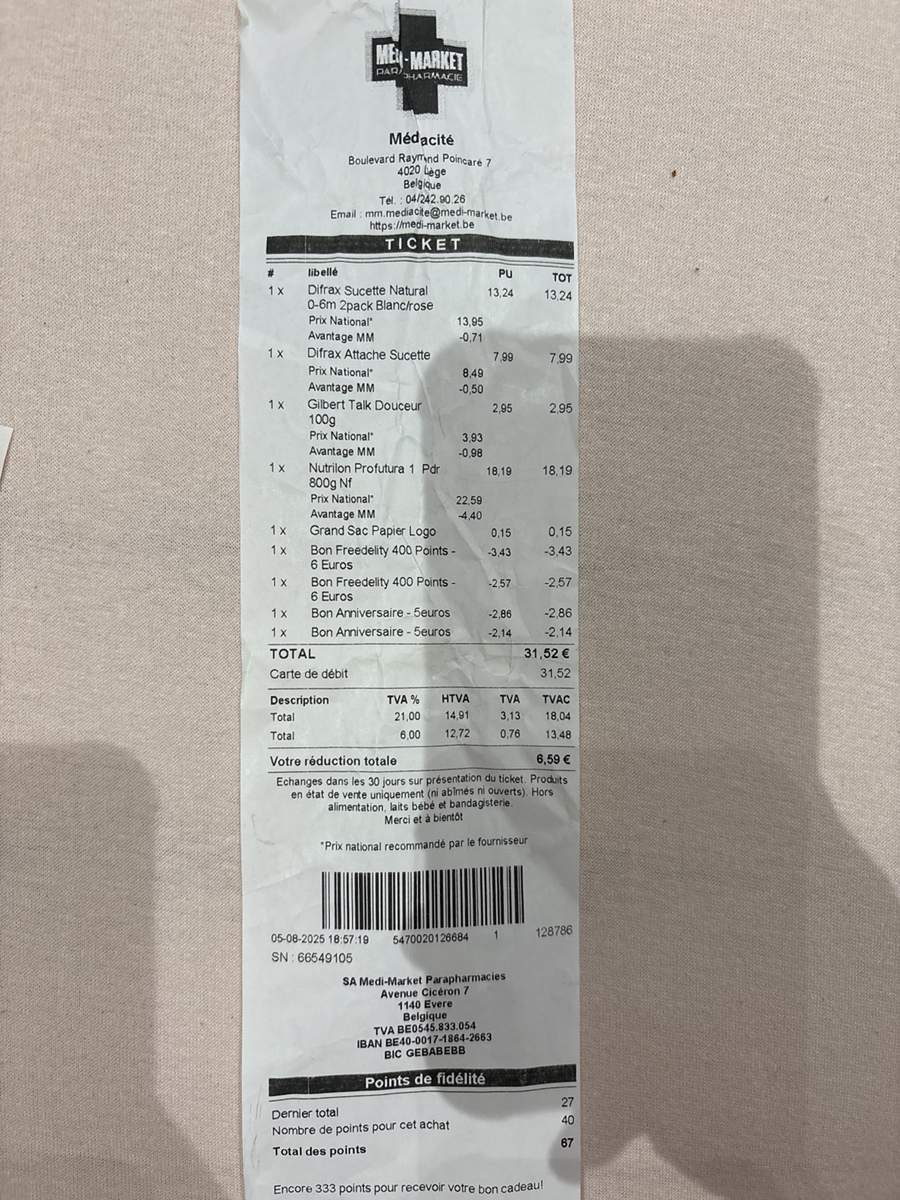 MEDI-MARKET
PARAPHARMACIE
Médacité
Boulevard Raymnd Poincaré 7
4020 Lège
Belgique
Tél. : 04/242.90.26
Email : mm.mediacite@medi-market.be
https://medi-market.be
TICKET
# libellé PU TOT
1 x Difrax Sucette Natural 13,24 13,24
0-6m 2pack Blanc/rose
Prix National* 13,95
Avantage MM -0,71
1 x Difrax Attache Sucette 7,99 7,99
Prix National* 8,49
Avantage MM -0,50
1 x Gilbert Talk Douceur 2,95 2,95
100g
Prix National* 3,93
Avantage MM -0,98
1 x Nutrilon Profutura 1 Pdr 18,19 18,19
800g Nf
Prix National* 22,59
Avantage MM -4,40
1 x Grand Sac Papier Logo 0,15 0,15
1 x Bon Freedelity 400 Points - -3,43 -3,43
6 Euros
1 x Bon Freedelity 400 Points - -2,57 -2,57
6 Euros
1 x Bon Anniversaire - 5euros -2,86 -2,86
1 x Bon Anniversaire - 5euros -2,14 -2,14
TOTAL 31,52 €
Carte de débit 31,52
Description TVA % HTVA TVA TVAC
Total 21,00 14,91 3,13 18,04
Total 6,00 12,72 0,76 13,48
Votre réduction totale 6,59 €
Echanges dans les 30 jours sur présentation du ticket. Produits
en état de vente uniquement (ni abîmés ni ouverts). Hors
alimentation, laits bébé et bandagisterie.
Merci et à bientôt
*Prix national recommandé par le fournisseur
05-08-2025 18:57:19 5470020126684 1 128786
SN : 66549105
SA Medi-Market Parapharmacies
Avenue Cicéron 7
1140 Evere
Belgique
TVA BE0545.833.054
IBAN BE40-0017-1864-2663
BIC GEBABEBB
Points de fidélité
Dernier total 27
Nombre de points pour cet achat 40
Total des points 67
Encore 333 points pour recevoir votre bon cadeau!